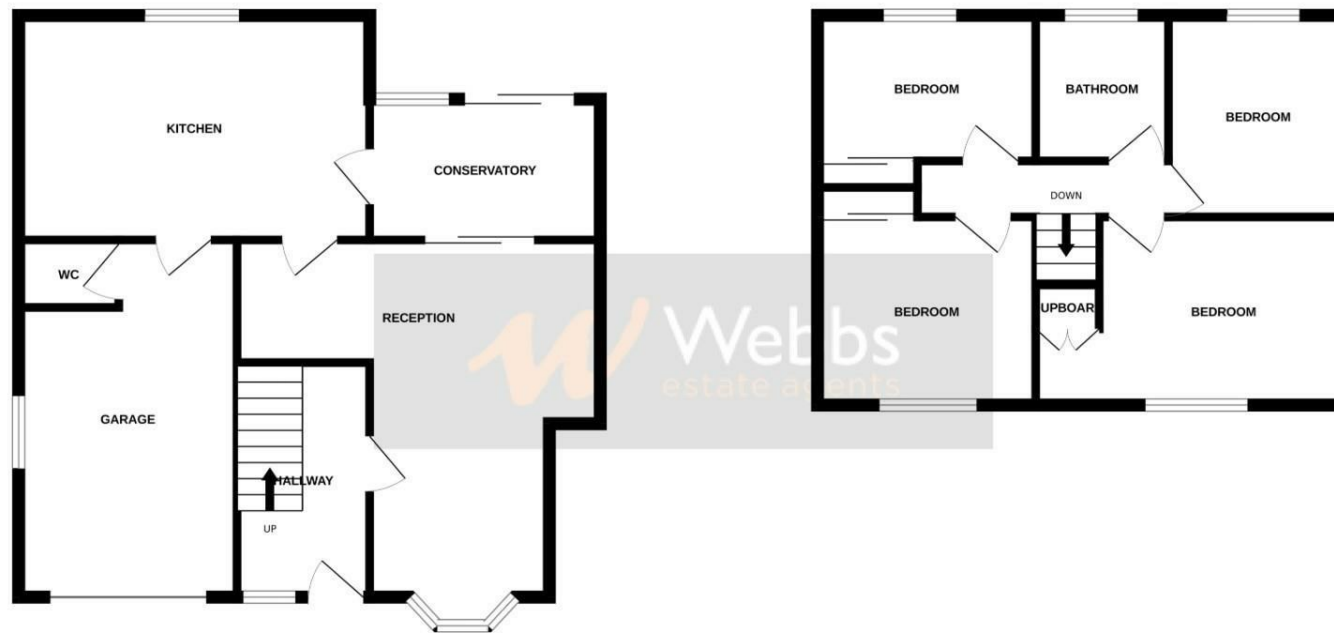 KITCHEN
CONSERVATORY
WC
RECEPTION
GARAGE
HALLWAY
UP
BEDROOM
BATHROOM
BEDROOM
DOWN
BEDROOM
UPBOAR
BEDROOM
Webbs
estate agents